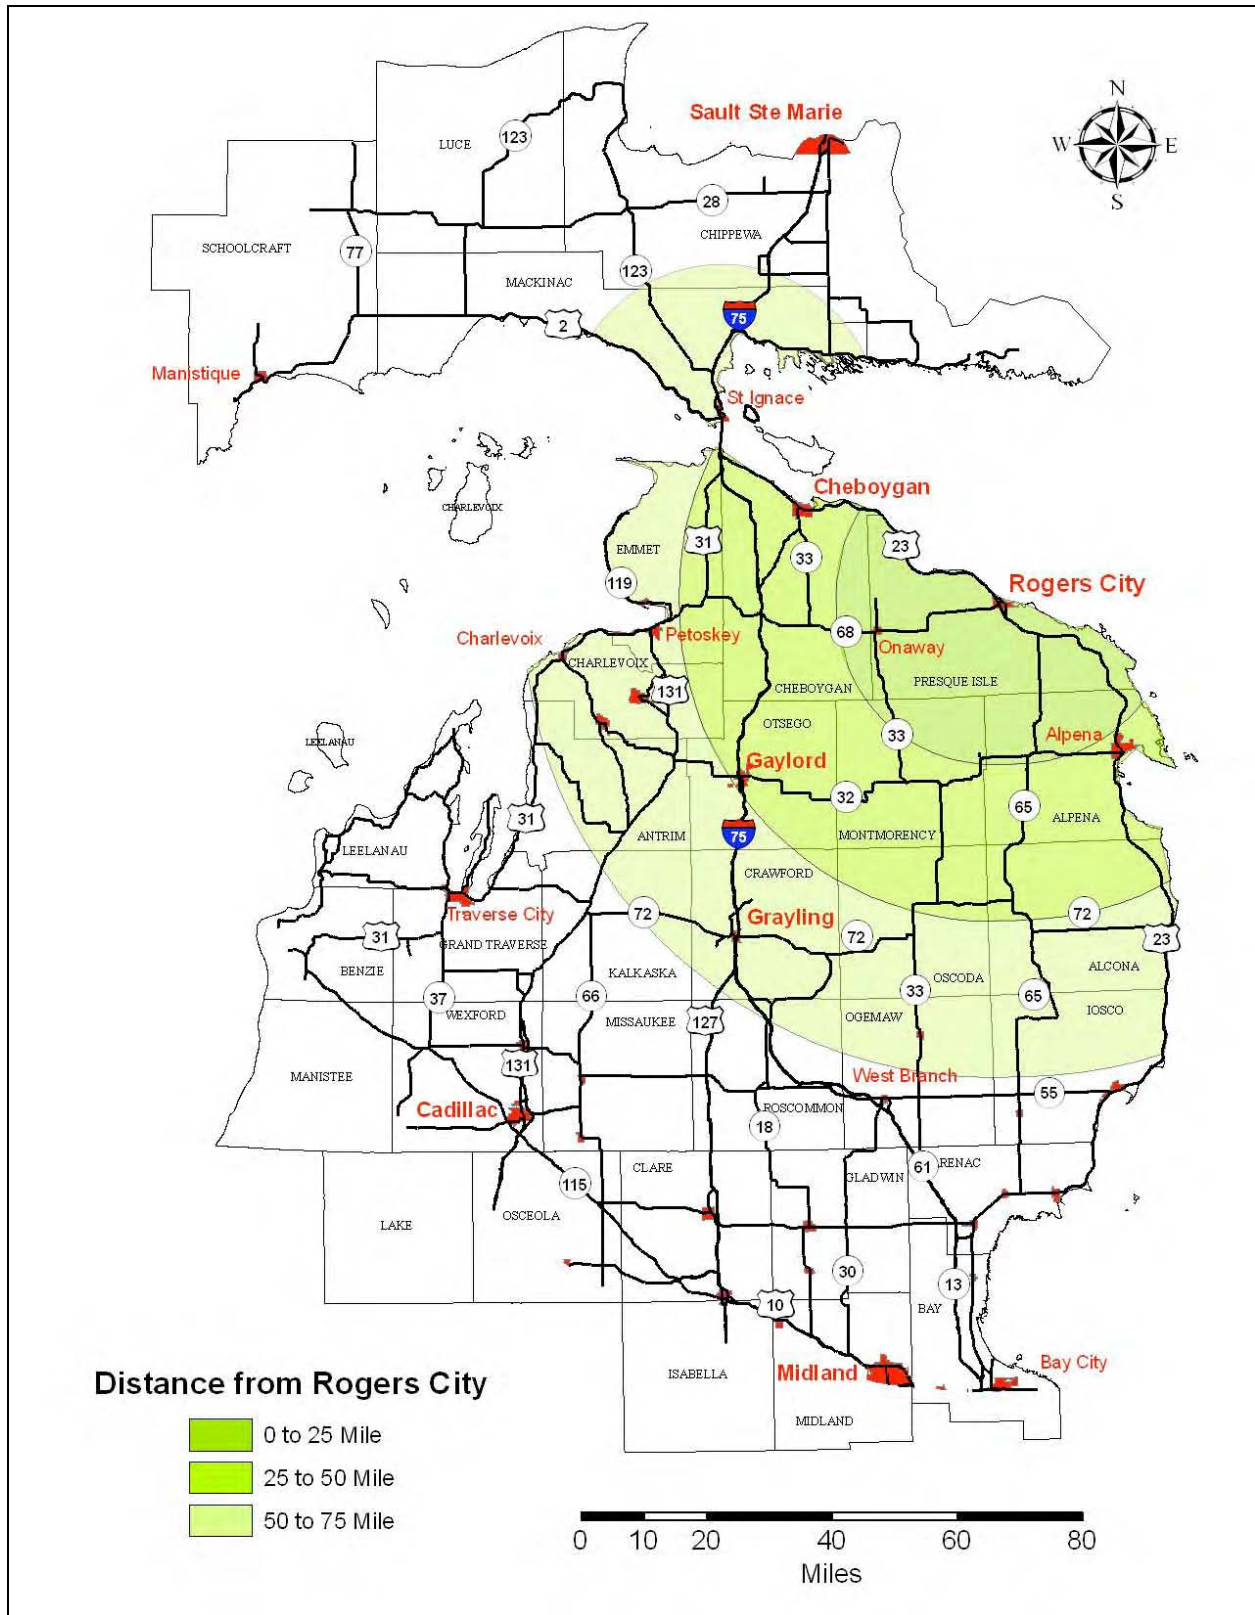 Sault Ste Marie
N
W E
S
123
LUCE
28
SCHOOLCRAFT
77
CHIPPEWA
123
MACKINAC
75
2
Manistique
St Ignace
Cheboygan
CHARLEVOIX
31
33
23
EMMET
119
Rogers City
68
Petoskey
Charlevoix
Onaway
CHARLEVOIX
131
CHEBOYGAN
PRESQUE ISLE
OTSEGO
33
Alpena
LEELANAU
Gaylord
32
65
31
75
ALPENA
ANTRIM
MONTMORENCY
LEELANAU
CRAWFORD
72
Traverse City
Grayling
72
72
31
GRAND TRAVERSE
23
BENZIE
KALKASKA
OSCODA
ALCONA
37
66
33
65
WEXFORD
MISSAUKEE
127
OGEMAW
IOSCO
131
MANISTEE
West Branch
55
Cadillac
ROSCOMMON
18
CLARE
61
RENAC
115
GLADWIN
LAKE
OSCEOLA
30
13
10
BAY
Bay City
ISABELLA
Midland
MIDLAND
Distance from Rogers City
0 to 25 Mile
25 to 50 Mile
50 to 75 Mile
0 10 20 40 60 80
Miles